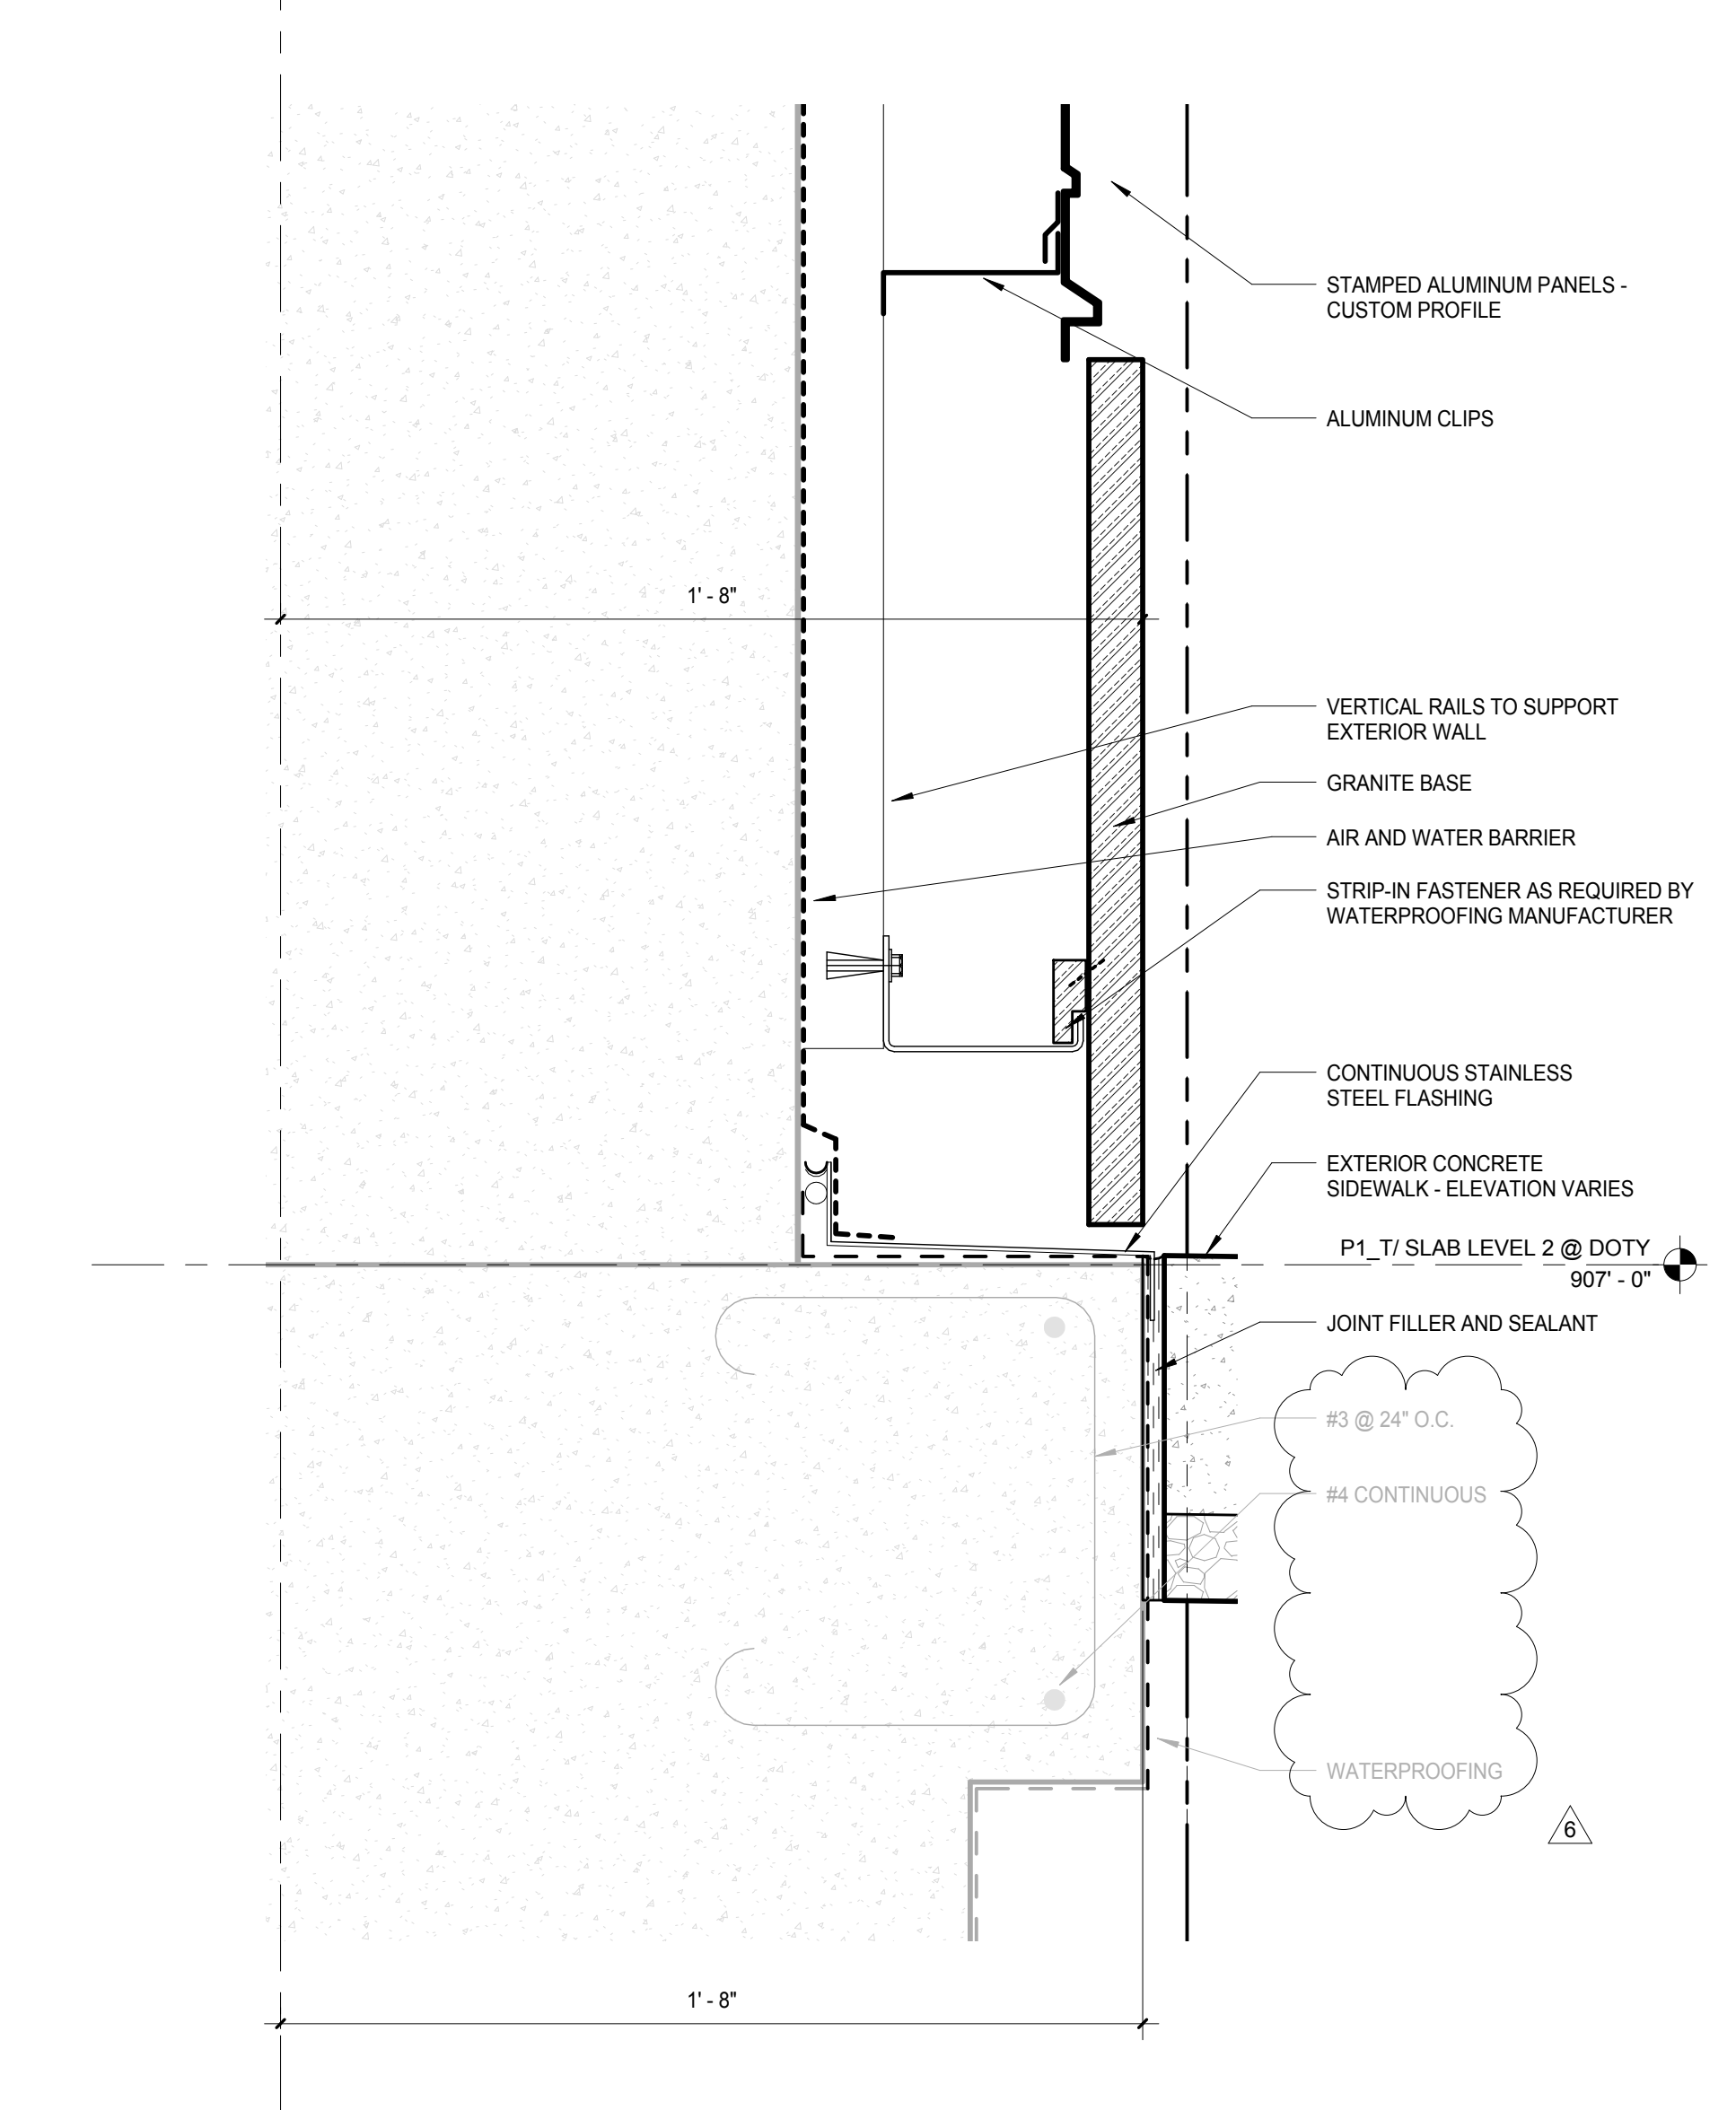 STAMPED ALUMINUM PANELS -
CUSTOM PROFILE
ALUMINUM CLIPS
1' - 8"
VERTICAL RAILS TO SUPPORT
EXTERIOR WALL
GRANITE BASE
AIR AND WATER BARRIER
STRIP-IN FASTENER AS REQUIRED BY
WATERPROOFING MANUFACTURER
CONTINUOUS STAINLESS
STEEL FLASHING
EXTERIOR CONCRETE
SIDEWALK - ELEVATION VARIES
P1_T/ SLAB LEVEL 2 @ DOTY
907' - 0"
JOINT FILLER AND SEALANT
#3 @ 24" O.C.
#4 CONTINUOUS
WATERPROOFING
6
1' - 8"